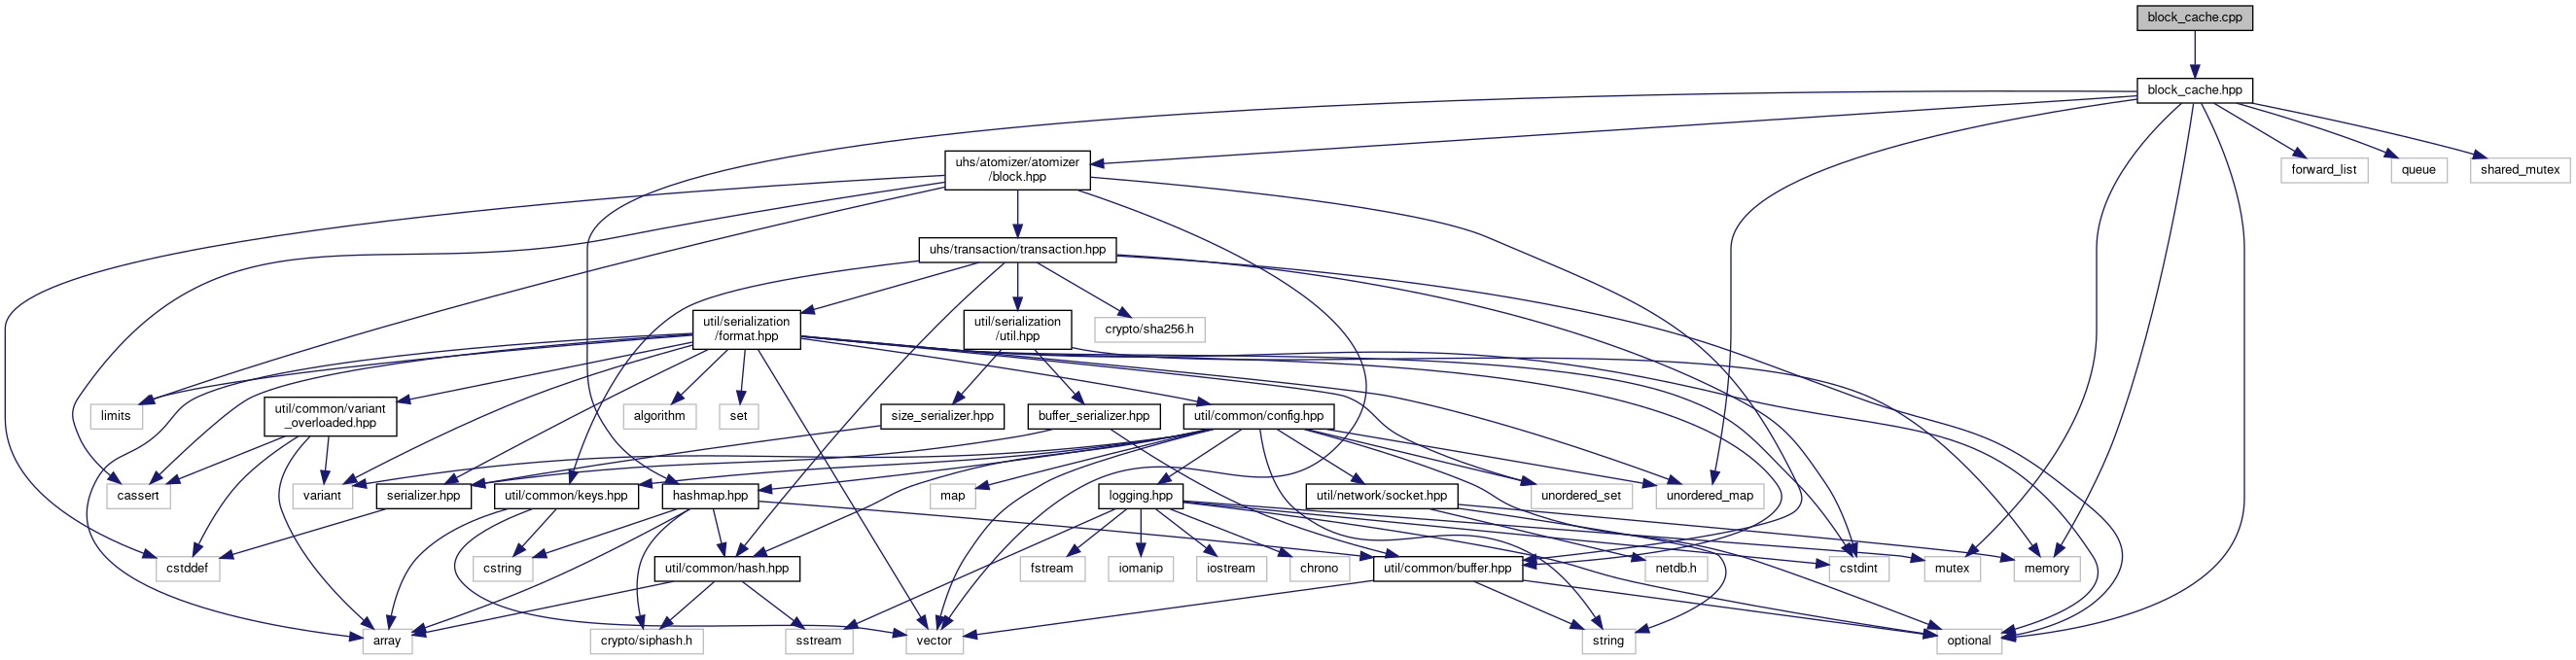 block_cache.cpp
block_cache.hpp
uhs/atomizer/atomizer
/block.hpp
forward_list
queue
shared_mutex
uhs/transaction/transaction.hpp
util/serialization
/format.hpp
util/serialization
/util.hpp
crypto/sha256.h
limits
util/common/variant
_overloaded.hpp
algorithm
set
size_serializer.hpp
buffer_serializer.hpp
util/common/config.hpp
cassert
variant
serializer.hpp
util/common/keys.hpp
hashmap.hpp
map
logging.hpp
util/network/socket.hpp
unordered_set
unordered_map
cstddef
cstring
util/common/hash.hpp
fstream
iomanip
iostream
chrono
util/common/buffer.hpp
netdb.h
cstdint
mutex
memory
array
crypto/siphash.h
sstream
vector
string
optional